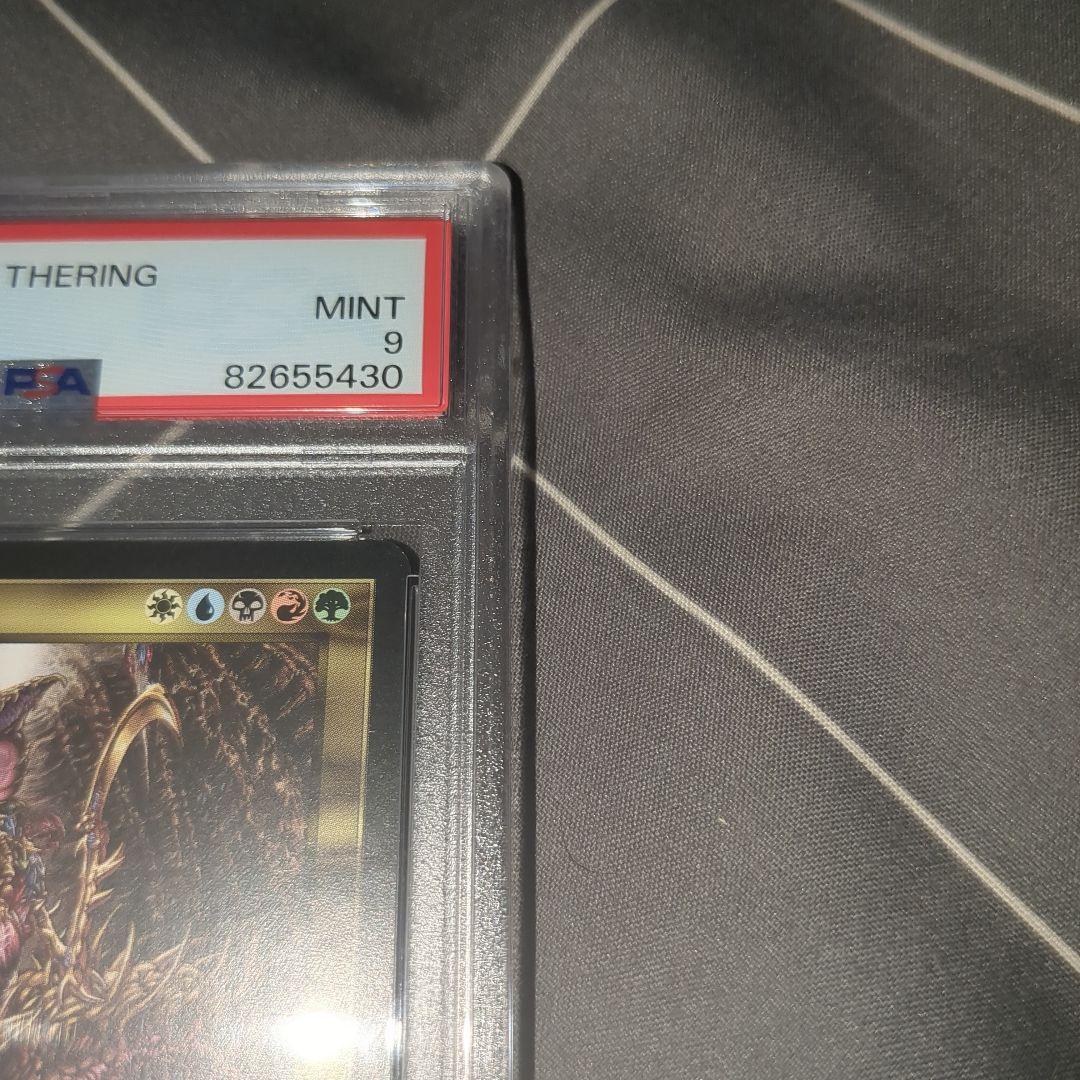 THERING
MINT
9
PSA
82655430